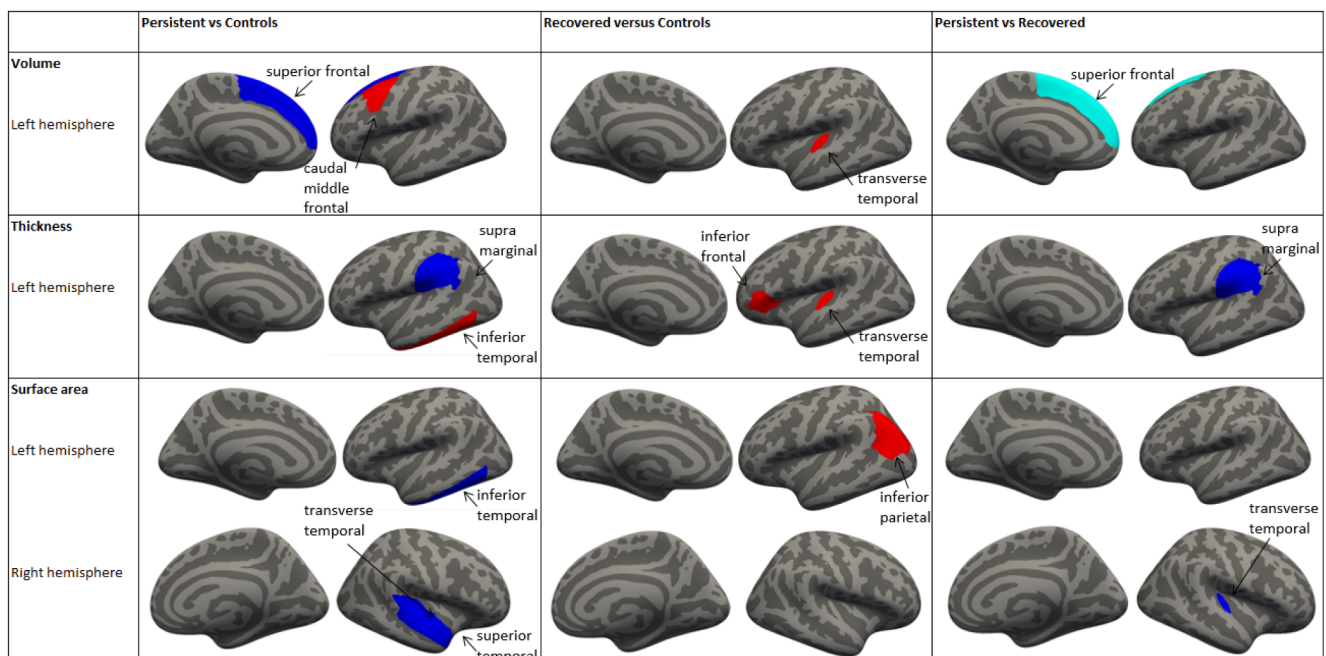 Persistent vs Controls
Recovered versus Controls
Persistent vs Recovered
Volume
Left hemisphere
superior frontal
caudal
middle
frontal
transverse
temporal
superior frontal
Thickness
Left hemisphere
supra
marginal
inferior
temporal
inferior
frontal
transverse
temporal
supra
marginal
Surface area
Left hemisphere
inferior
temporal
inferior
parietal
Right hemisphere
transverse
temporal
superior
temporal
transverse
temporal